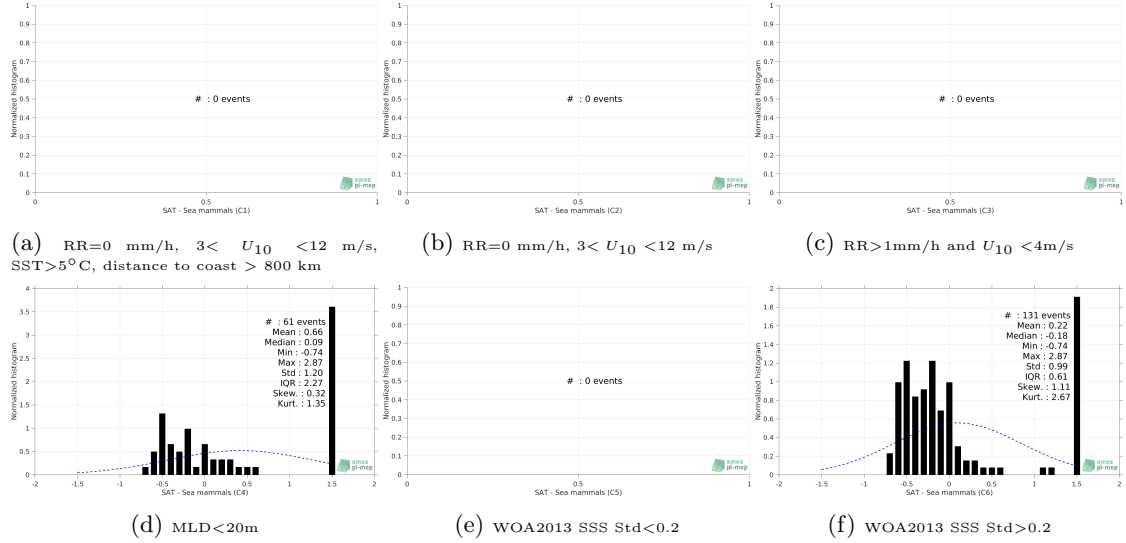 1
0.9
0.8
0.7
0.6
0.5
0.4
0.3
0.2
0.1
0
Normalized histogram
# : 0 events
smos
pi-mep
0 0.5 1
SAT - Sea mammals (C1)
(a) RR=0 mm/h, 3< U10 <12 m/s,
SST>5°C, distance to coast > 800 km
1
0.9
0.8
0.7
0.6
0.5
0.4
0.3
0.2
0.1
0
Normalized histogram
# : 0 events
smos
pi-mep
0 0.5 1
SAT - Sea mammals (C2)
(b) RR=0 mm/h, 3< U10 <12 m/s
1
0.9
0.8
0.7
0.6
0.5
0.4
0.3
0.2
0.1
0
Normalized histogram
# : 0 events
smos
pi-mep
0 0.5 1
SAT - Sea mammals (C3)
(c) RR>1mm/h and U10 <4m/s
4
3.5
3
2.5
2
1.5
1
0.5
0
Normalized histogram
# : 61 events
Mean : 0.66
Median : 0.09
Min : -0.74
Max : 2.87
Std : 1.20
IQR : 2.27
Skew. : 0.32
Kurt. : 1.35
smos
pi-mep
-2 -1.5 -1 -0.5 0 0.5 1 1.5 2
SAT - Sea mammals (C4)
(d) MLD<20m
1
0.9
0.8
0.7
0.6
0.5
0.4
0.3
0.2
0.1
0
Normalized histogram
# : 0 events
smos
pi-mep
0 0.5 1
SAT - Sea mammals (C5)
(e) WOA2013 SSS Std<0.2
2
1.8
1.6
1.4
1.2
1
0.8
0.6
0.4
0.2
0
Normalized histogram
# : 131 events
Mean : 0.22
Median : -0.18
Min : -0.74
Max : 2.87
Std : 0.99
IQR : 0.61
Skew. : 1.11
Kurt. : 2.67
smos
pi-mep
-2 -1.5 -1 -0.5 0 0.5 1 1.5 2
SAT - Sea mammals (C6)
(f) WOA2013 SSS Std>0.2